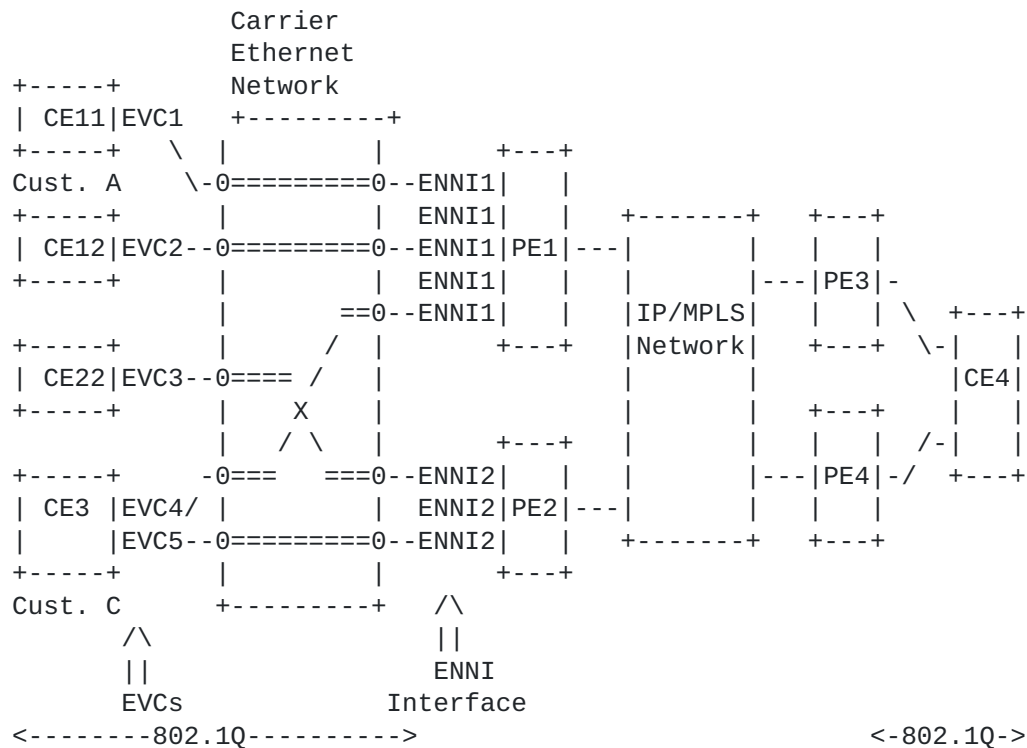 Carrier
Ethernet
+-----+        Network
| CE11|EVC1   +---------+
+-----+   \  |         |       +---+
Cust. A    \-0=========0--ENNI1|   |
+-----+      |         |  ENNI1|   |   +-------+   +---+
| CE12|EVC2--0=========0--ENNI1|PE1|---|       |   |   |
+-----+      |         |  ENNI1|   |   |       |---|PE3|-
             |       ==0--ENNI1|   |   |IP/MPLS|   |   | \  +---+
+-----+      |      /  |       +---+   |Network|   +---+  \-|   |
| CE22|EVC3--0==== /   |               |       |            |CE4|
+-----+      |    X    |               |       |   +---+    |   |
             |   / \   |       +---+   |       |   |   |  /-|   |
+-----+     -0===   ===0--ENNI2|   |   |       |---|PE4|-/  +---+
| CE3 |EVC4/ |         |  ENNI2|PE2|---|       |   |   |
|     |EVC5--0=========0--ENNI2|   |   +-------+   +---+
+-----+      |         |       +---+
Cust. C      +---------+   /\
       /\                  ||
       ||                  ENNI
       EVCs             Interface
<--------802.1Q---------->                          <-802.1Q->